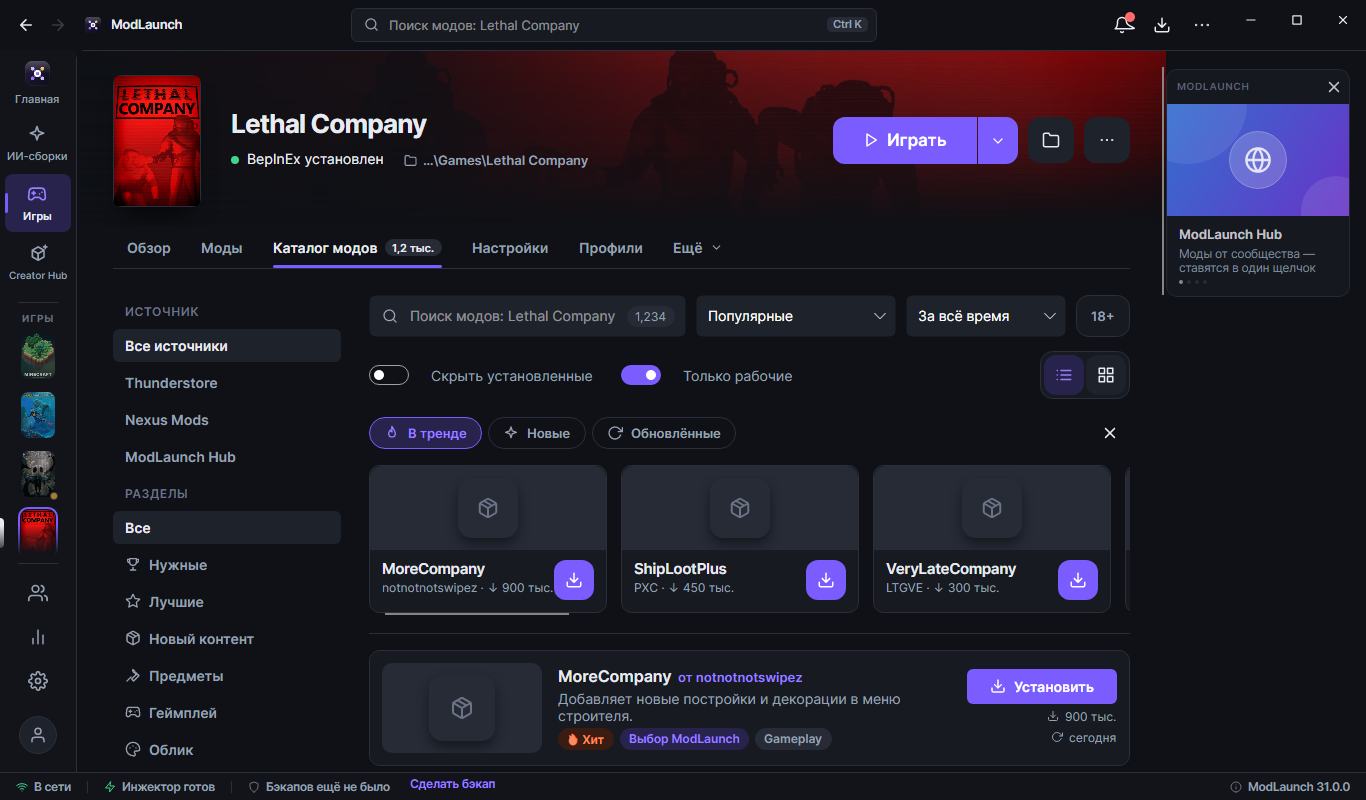 ModLaunch
Поиск модов: Lethal Company
Ctrl K
Главная
ИИ-сборки
Игры
Creator Hub
ИГРЫ
MINECRAFT
LETHAL COMPANY
LETHAL
COMPANY
Lethal Company
BepInEx установлен
...\Games\Lethal Company
Играть
Обзор
Моды
Каталог модов
1,2 тыс.
Настройки
Профили
Ещё
ИСТОЧНИК
Все источники
Thunderstore
Nexus Mods
ModLaunch Hub
РАЗДЕЛЫ
Все
Нужные
Лучшие
Новый контент
Предметы
Геймплей
Облик
Поиск модов: Lethal Company
1,234
Популярные
За всё время
18+
Скрыть установленные
Только рабочие
В тренде
Новые
Обновлённые
MoreCompany
notnotnotswipez · ↓ 900 тыс.
ShipLootPlus
PXC · ↓ 450 тыс.
VeryLateCompany
LTGVE · ↓ 300 тыс.
MoreCompany от notnotnotswipez
Добавляет новые постройки и декорации в меню
строителя.
Хит
Выбор ModLaunch
Gameplay
Установить
900 тыс.
сегодня
MODLAUNCH
ModLaunch Hub
Моды от сообщества —
ставятся в один щелчок
В сети
Инжектор готов
Бэкапов ещё не было
Сделать бэкап
ModLaunch 31.0.0